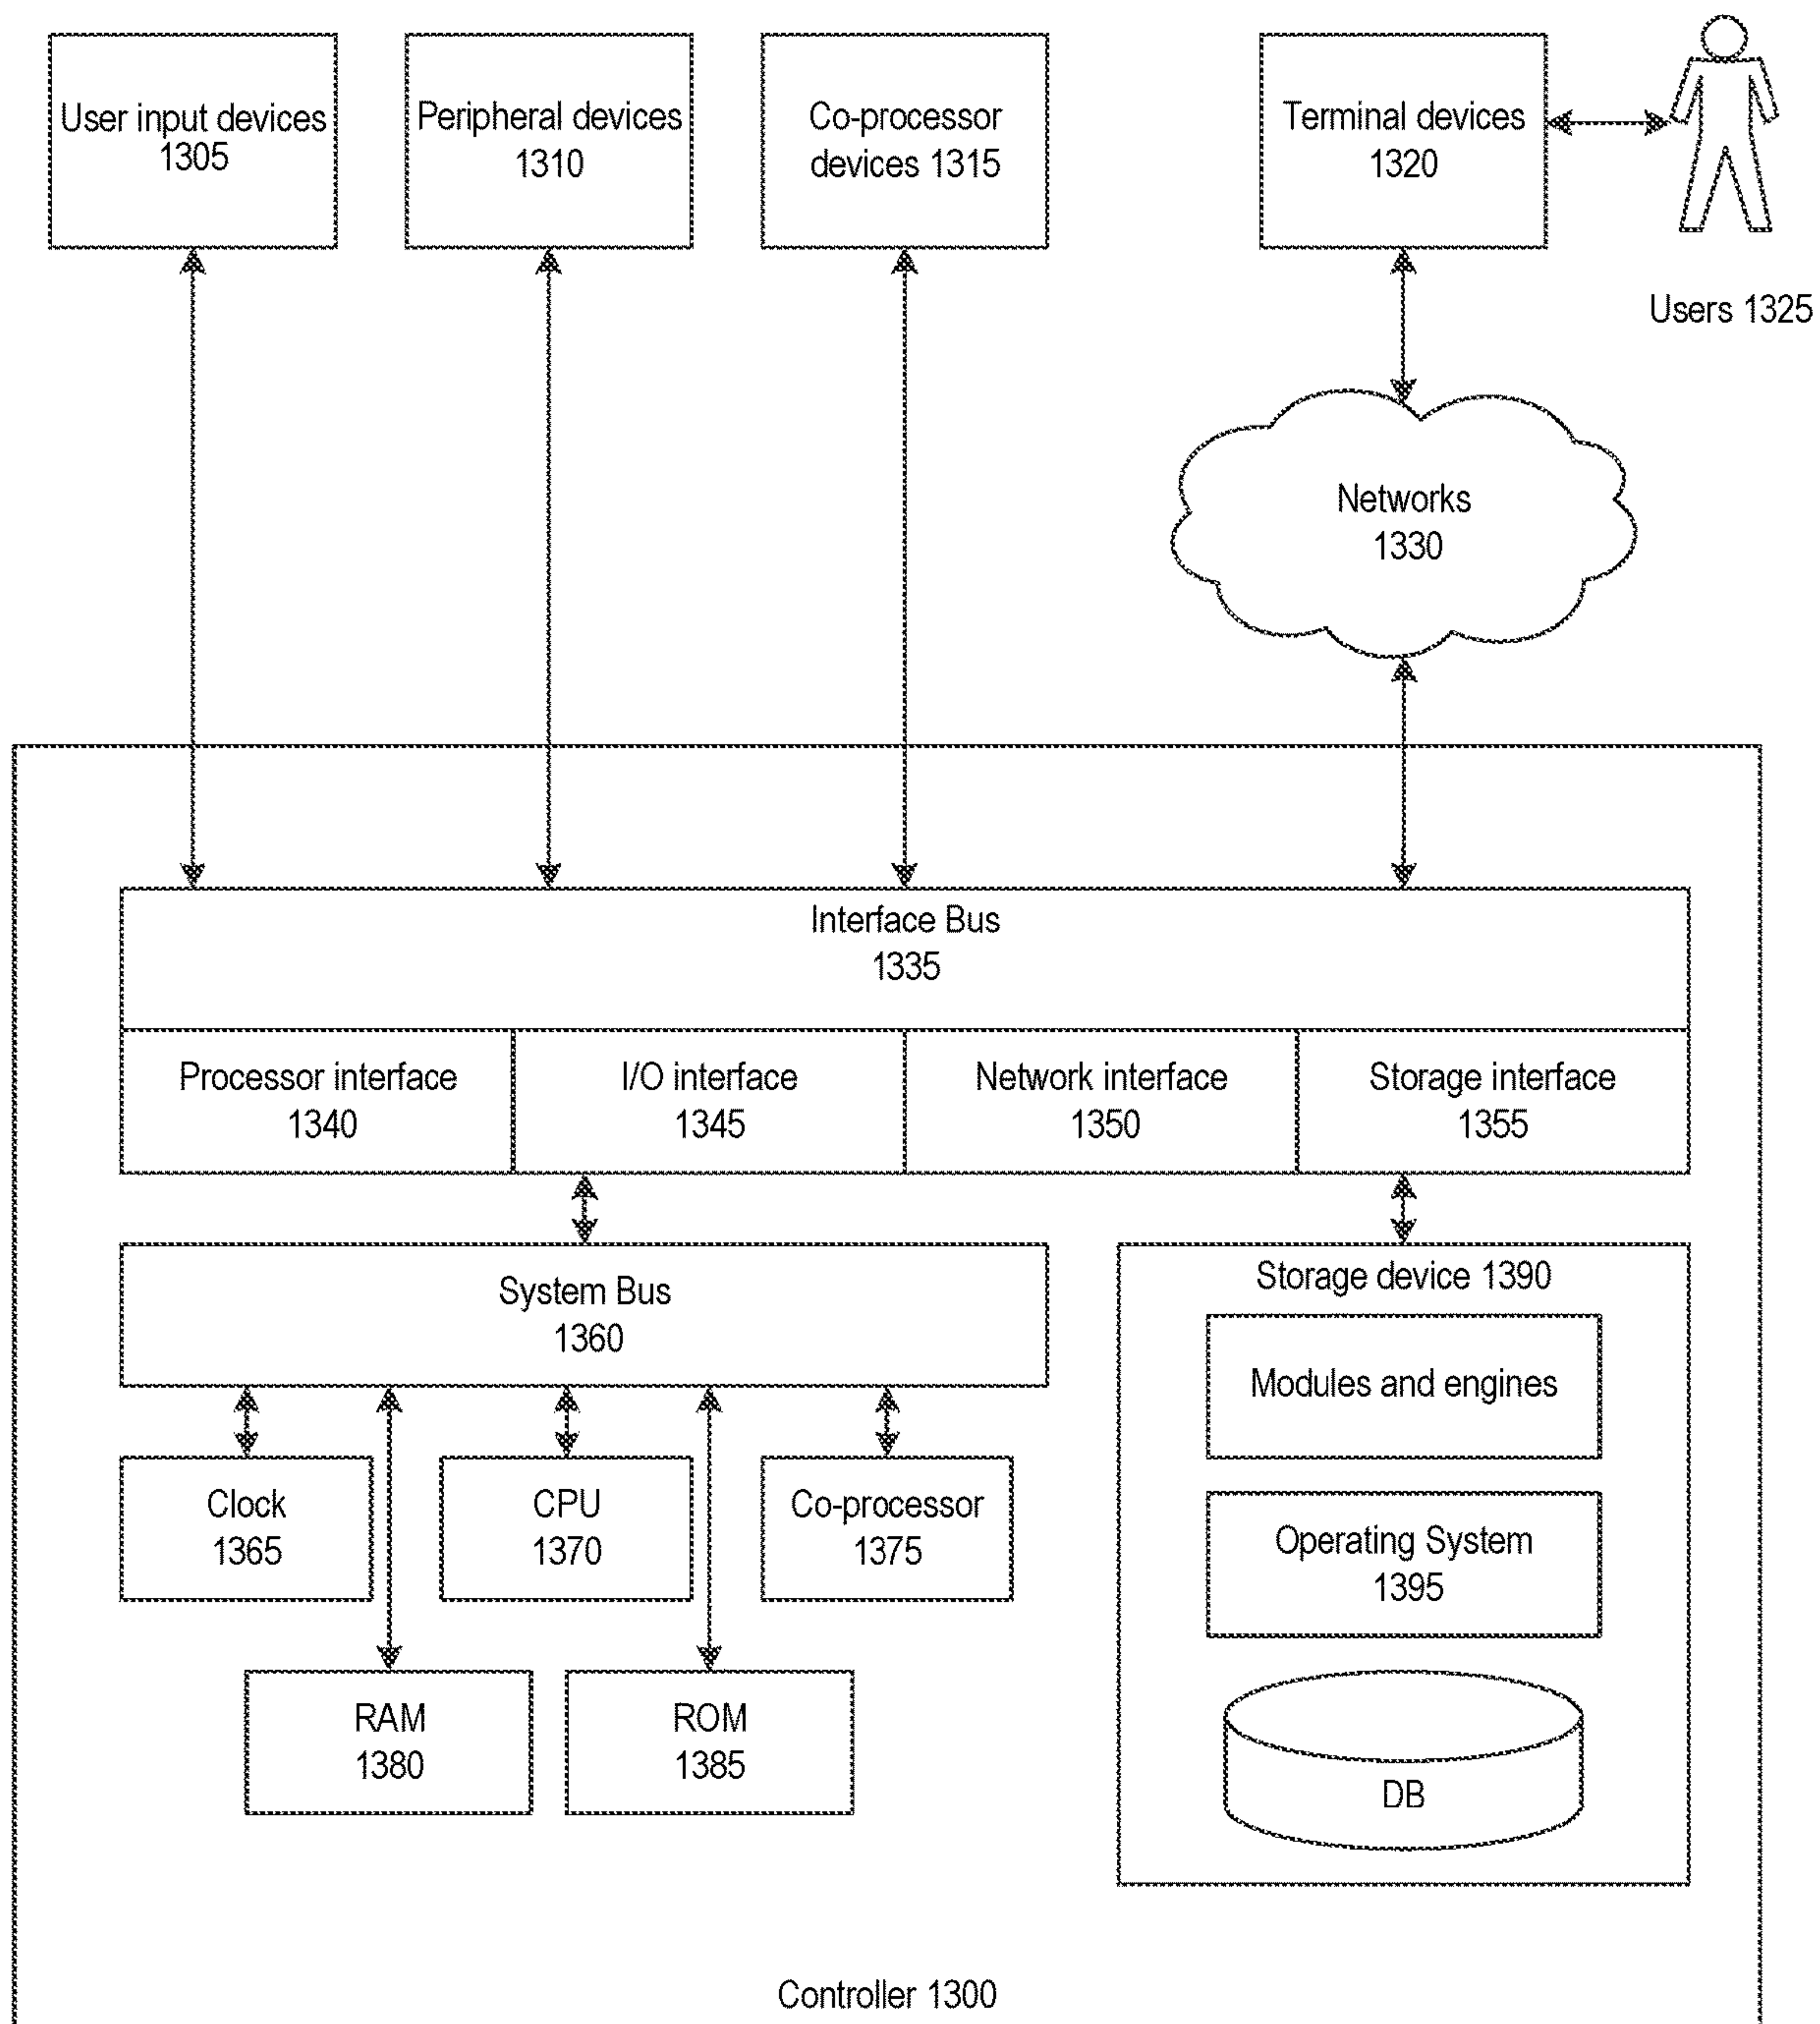 User input devices
1305
Peripheral devices
1310
Co-processor
devices 1315
Terminal devices
1320
Users 1325
Networks
1330
Interface Bus
1335
Processor interface
1340
I/O interface
1345
Network interface
1350
Storage interface
1355
System Bus
1360
Storage device 1390
Modules and engines
Clock
1365
CPU
1370
Co-processor
1375
Operating System
1395
RAM
1380
ROM
1385
DB
Controller 1300